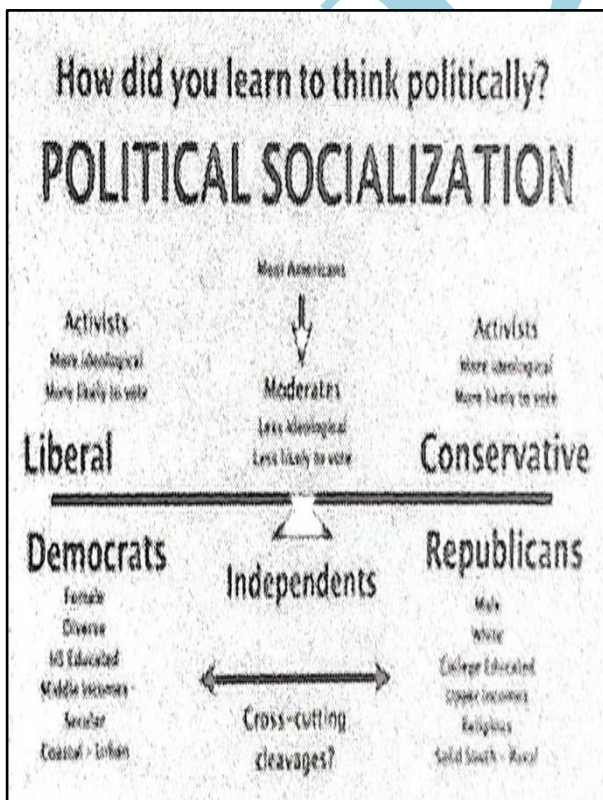 How did you learn to think politically?
POLITICAL SOCIALIZATION
Most Americans
Activists
More ideological
More likely to vote
Moderates
Less ideological
Less likely to vote
Activists
More ideological
More likely to vote
Liberal
Conservative
Democrats
Female
Diverse
HS Educated
Middle Incomes
Secular
Coastal - Urban
Independents
Cross-cutting
cleavages?
Republicans
Male
White
College Educated
Upper Incomes
Religious
Solid South - Rural